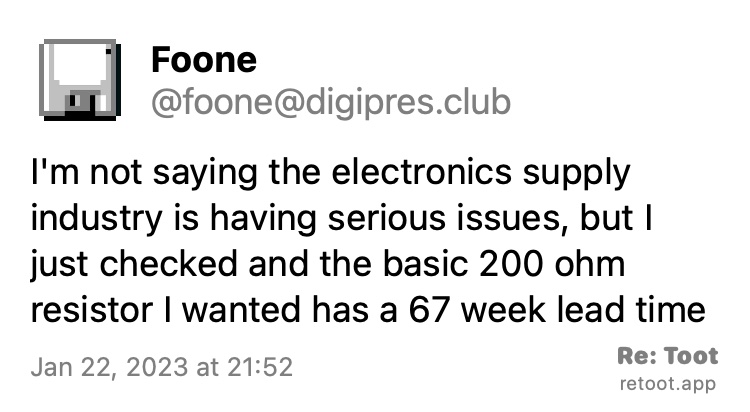 Foone
@foone@digipres.club
I'm not saying the electronics supply
industry is having serious issues, but I
just checked and the basic 200 ohm
resistor I wanted has a 67 week lead time
Jan 22, 2023 at 21:52
Re: Toot
retoot.app